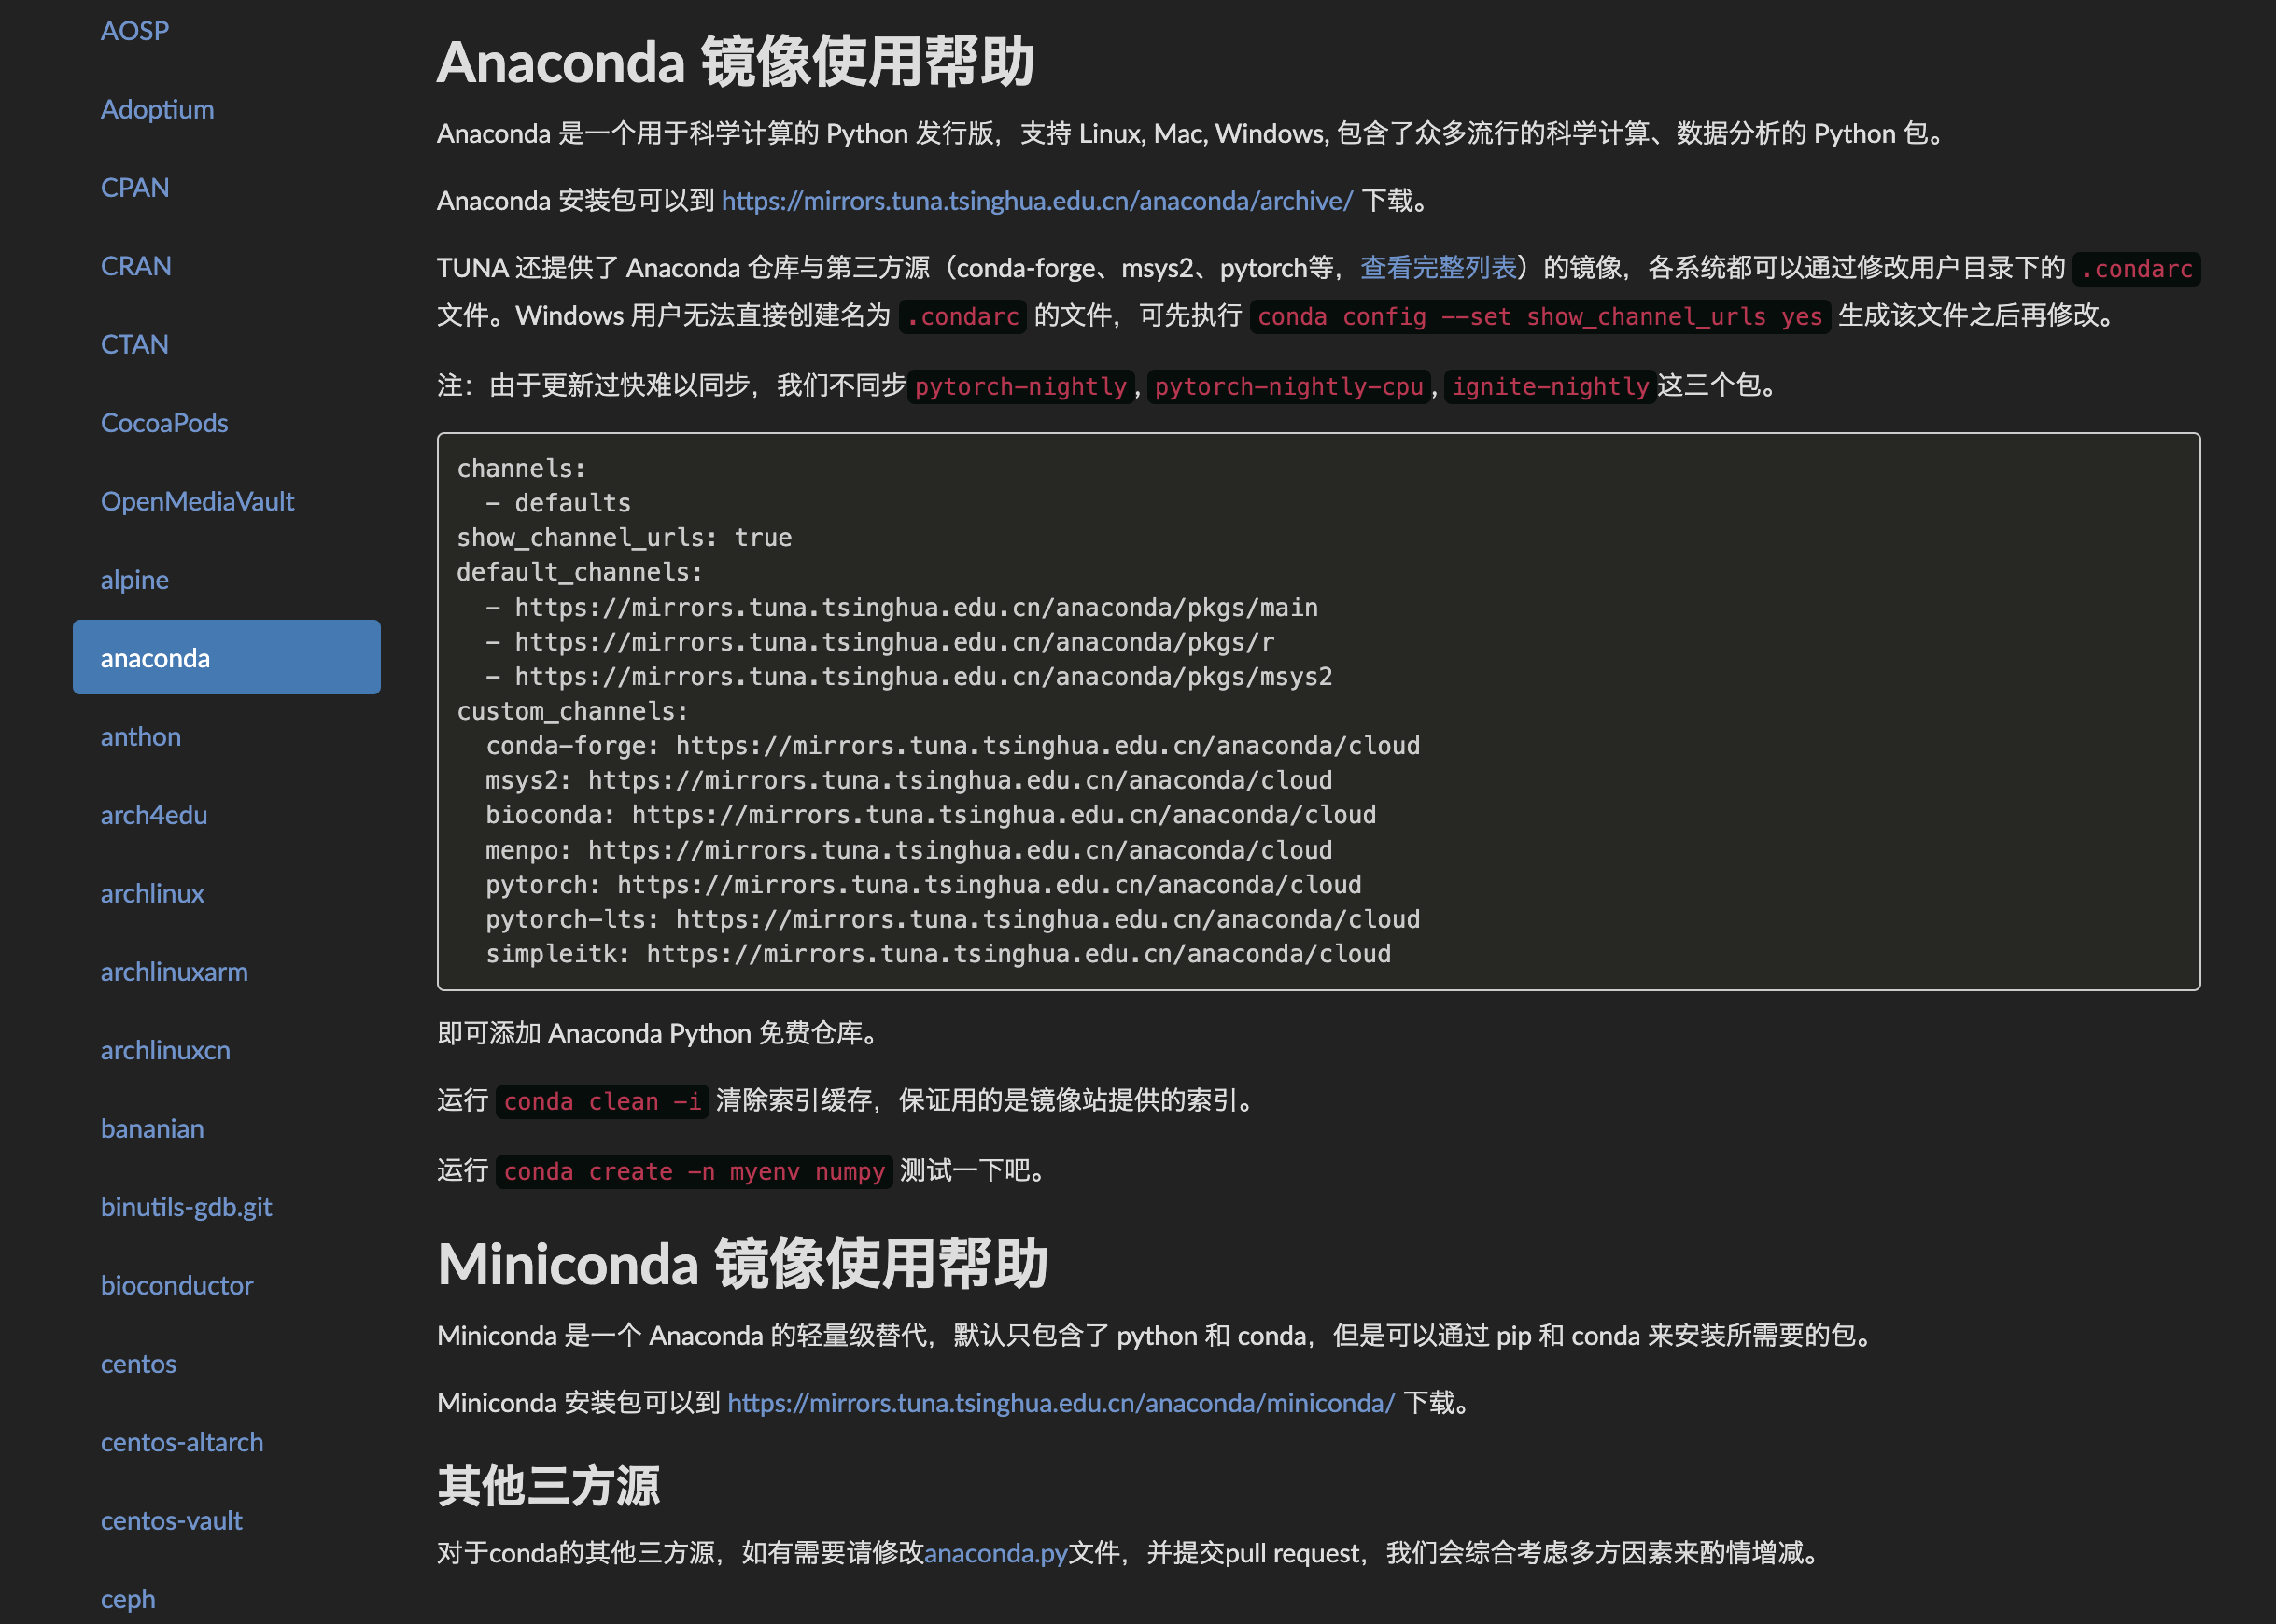 AOSP
Adoptium
CPAN
CRAN
CTAN
CocoaPods
OpenMediaVault
alpine
anaconda
anthon
arch4edu
archlinux
archlinuxarm
archlinuxcn
bananian
binutils-gdb.git
bioconductor
centos
centos-altarch
centos-vault
ceph
Anaconda 镜像使用帮助
Anaconda 是一个用于科学计算的 Python 发行版，支持 Linux, Mac, Windows, 包含了众多流行的科学计算、数据分析的 Python 包。
Anaconda 安装包可以到 https://mirrors.tuna.tsinghua.edu.cn/anaconda/archive/ 下载。
TUNA 还提供了 Anaconda 仓库与第三方源（conda-forge、msys2、pytorch等，查看完整列表）的镜像，各系统都可以通过修改用户目录下的 .condarc
文件。Windows 用户无法直接创建名为 .condarc 的文件，可先执行 conda config --set show_channel_urls yes 生成该文件之后再修改。
注：由于更新过快难以同步，我们不同步pytorch-nightly, pytorch-nightly-cpu, ignite-nightly这三个包。
channels:
  - defaults
show_channel_urls: true
default_channels:
  - https://mirrors.tuna.tsinghua.edu.cn/anaconda/pkgs/main
  - https://mirrors.tuna.tsinghua.edu.cn/anaconda/pkgs/r
  - https://mirrors.tuna.tsinghua.edu.cn/anaconda/pkgs/msys2
custom_channels:
  conda-forge: https://mirrors.tuna.tsinghua.edu.cn/anaconda/cloud
  msys2: https://mirrors.tuna.tsinghua.edu.cn/anaconda/cloud
  bioconda: https://mirrors.tuna.tsinghua.edu.cn/anaconda/cloud
  menpo: https://mirrors.tuna.tsinghua.edu.cn/anaconda/cloud
  pytorch: https://mirrors.tuna.tsinghua.edu.cn/anaconda/cloud
  pytorch-lts: https://mirrors.tuna.tsinghua.edu.cn/anaconda/cloud
  simpleitk: https://mirrors.tuna.tsinghua.edu.cn/anaconda/cloud
即可添加 Anaconda Python 免费仓库。
运行 conda clean -i 清除索引缓存，保证用的是镜像站提供的索引。
运行 conda create -n myenv numpy 测试一下吧。
Miniconda 镜像使用帮助
Miniconda 是一个 Anaconda 的轻量级替代，默认只包含了 python 和 conda，但是可以通过 pip 和 conda 来安装所需要的包。
Miniconda 安装包可以到 https://mirrors.tuna.tsinghua.edu.cn/anaconda/miniconda/ 下载。
其他三方源
对于conda的其他三方源，如有需要请修改anaconda.py文件，并提交pull request，我们会综合考虑多方因素来酌情增减。